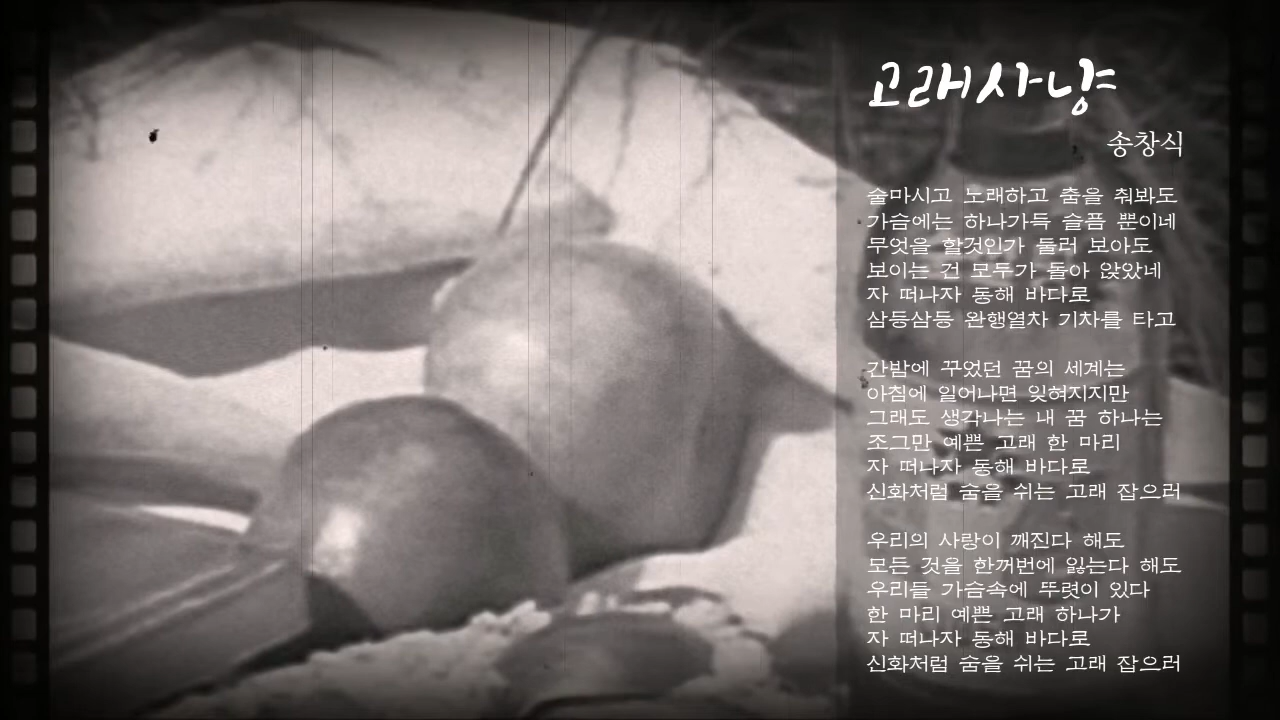 고래사냥
송창식
술마시고 노래하고 춤을 춰봐도
가슴에는 하나가득 슬픔 뿐이네
무엇을 할것인가 둘러 보아도
보이는 건 모두가 돌아 앉았네
자 떠나자 동해 바다로
삼등삼등 완행열차 기차를 타고
간밤에 꾸었던 꿈의 세계는
아침에 일어나면 잊혀지지만
그래도 생각나는 내 꿈 하나는
조그만 예쁜 고래 한 마리
자 떠나자 동해 바다로
신화처럼 숨을 쉬는 고래 잡으러
우리의 사랑이 깨진다 해도
모든 것을 한꺼번에 잃는다 해도
우리들 가슴속에 뚜렷이 있다
한 마리 예쁜 고래 하나가
자 떠나자 동해 바다로
신화처럼 숨을 쉬는 고래 잡으러